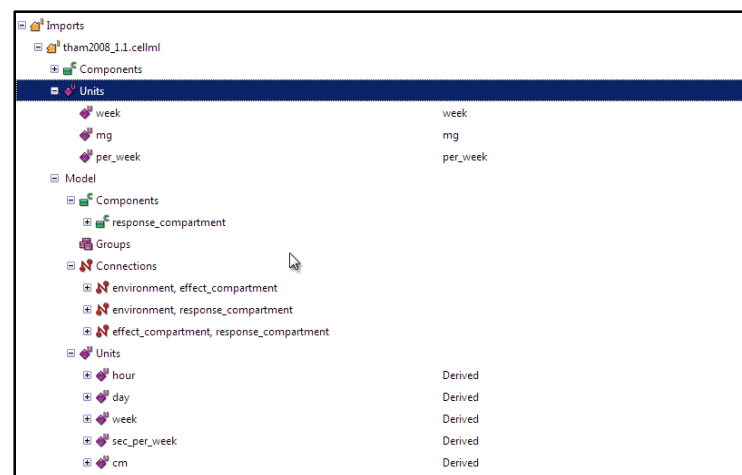 Imports
tham2008_1.1.cellml
Components
Units
week week
mg mg
per_week per_week
Model
Components
response_compartment
Groups
Connections
environment, effect_compartment
environment, response_compartment
effect_compartment, response_compartment
Units
hour Derived
day Derived
week Derived
sec_per_week Derived
cm Derived